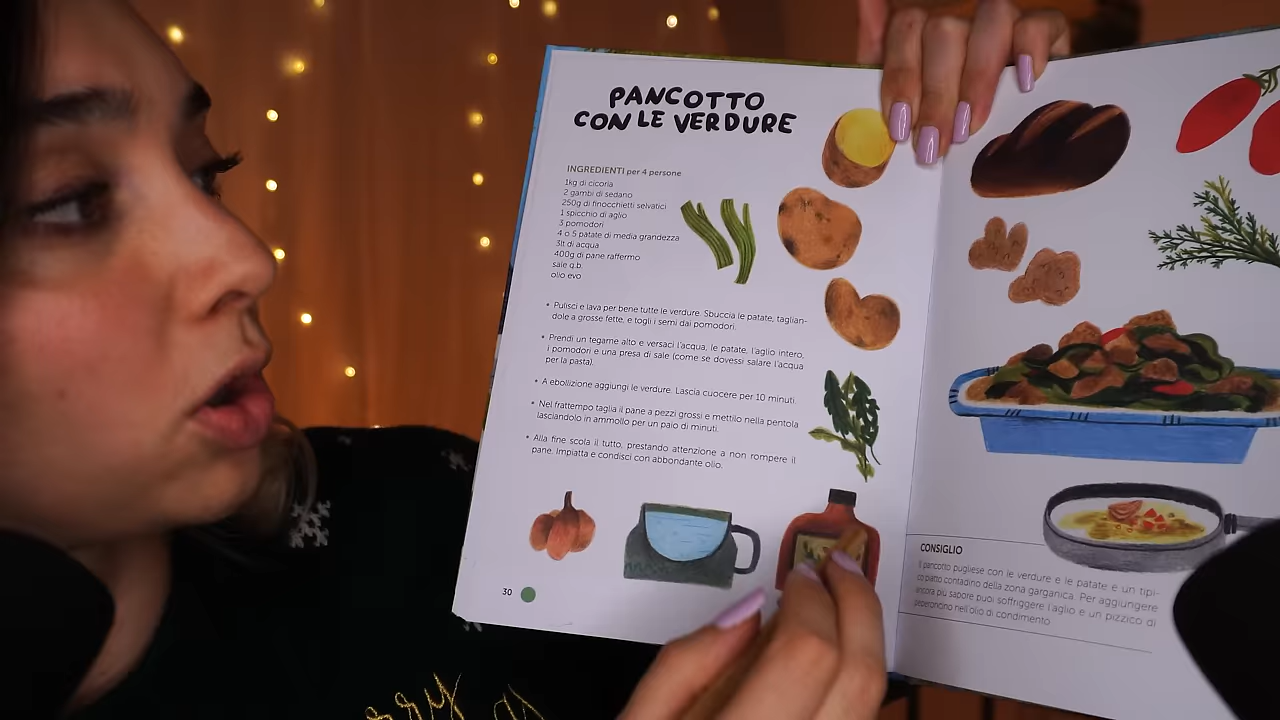 PANCOTTO
CON LE VERDURE
INGREDIENTI per 4 persone
1kg di cicoria
2 gambi di sedano
250g di finocchietti selvatici
1 spicchio di aglio
3 pomodori
4 o 5 patate di media grandezza
3lt di acqua
400g di pane raffermo
sale q.b.
olio evo
• Pulisci e lava per bene tutte le verdure. Sbuccia le patate, taglian-
dole a grosse fette, e togli i semi dai pomodori.
• Prendi un tegame alto e versaci l'acqua, le patate, l'aglio intero,
i pomodori e una presa di sale (come se dovessi salare l'acqua
per la pasta).
• A ebollizione aggiungi le verdure. Lascia cuocere per 10 minuti
• Nel frattempo taglia il pane a pezzi grossi e mettilo nella pentola
lasciandolo in ammollo per un paio di minuti.
• Alla fine scola il tutto, prestando attenzione a non rompere il
pane. Impiatta e condisci con abbondante olio.
30
CONSIGLIO
Il pancotto pugliese con le verdure e le patate e un tipi-
co patto contadino della zona garganica. Per aggiungere
ancora più sapore puoi soffriggere l'aglio e un pizzico di
peperoncino nell'olio di condimento